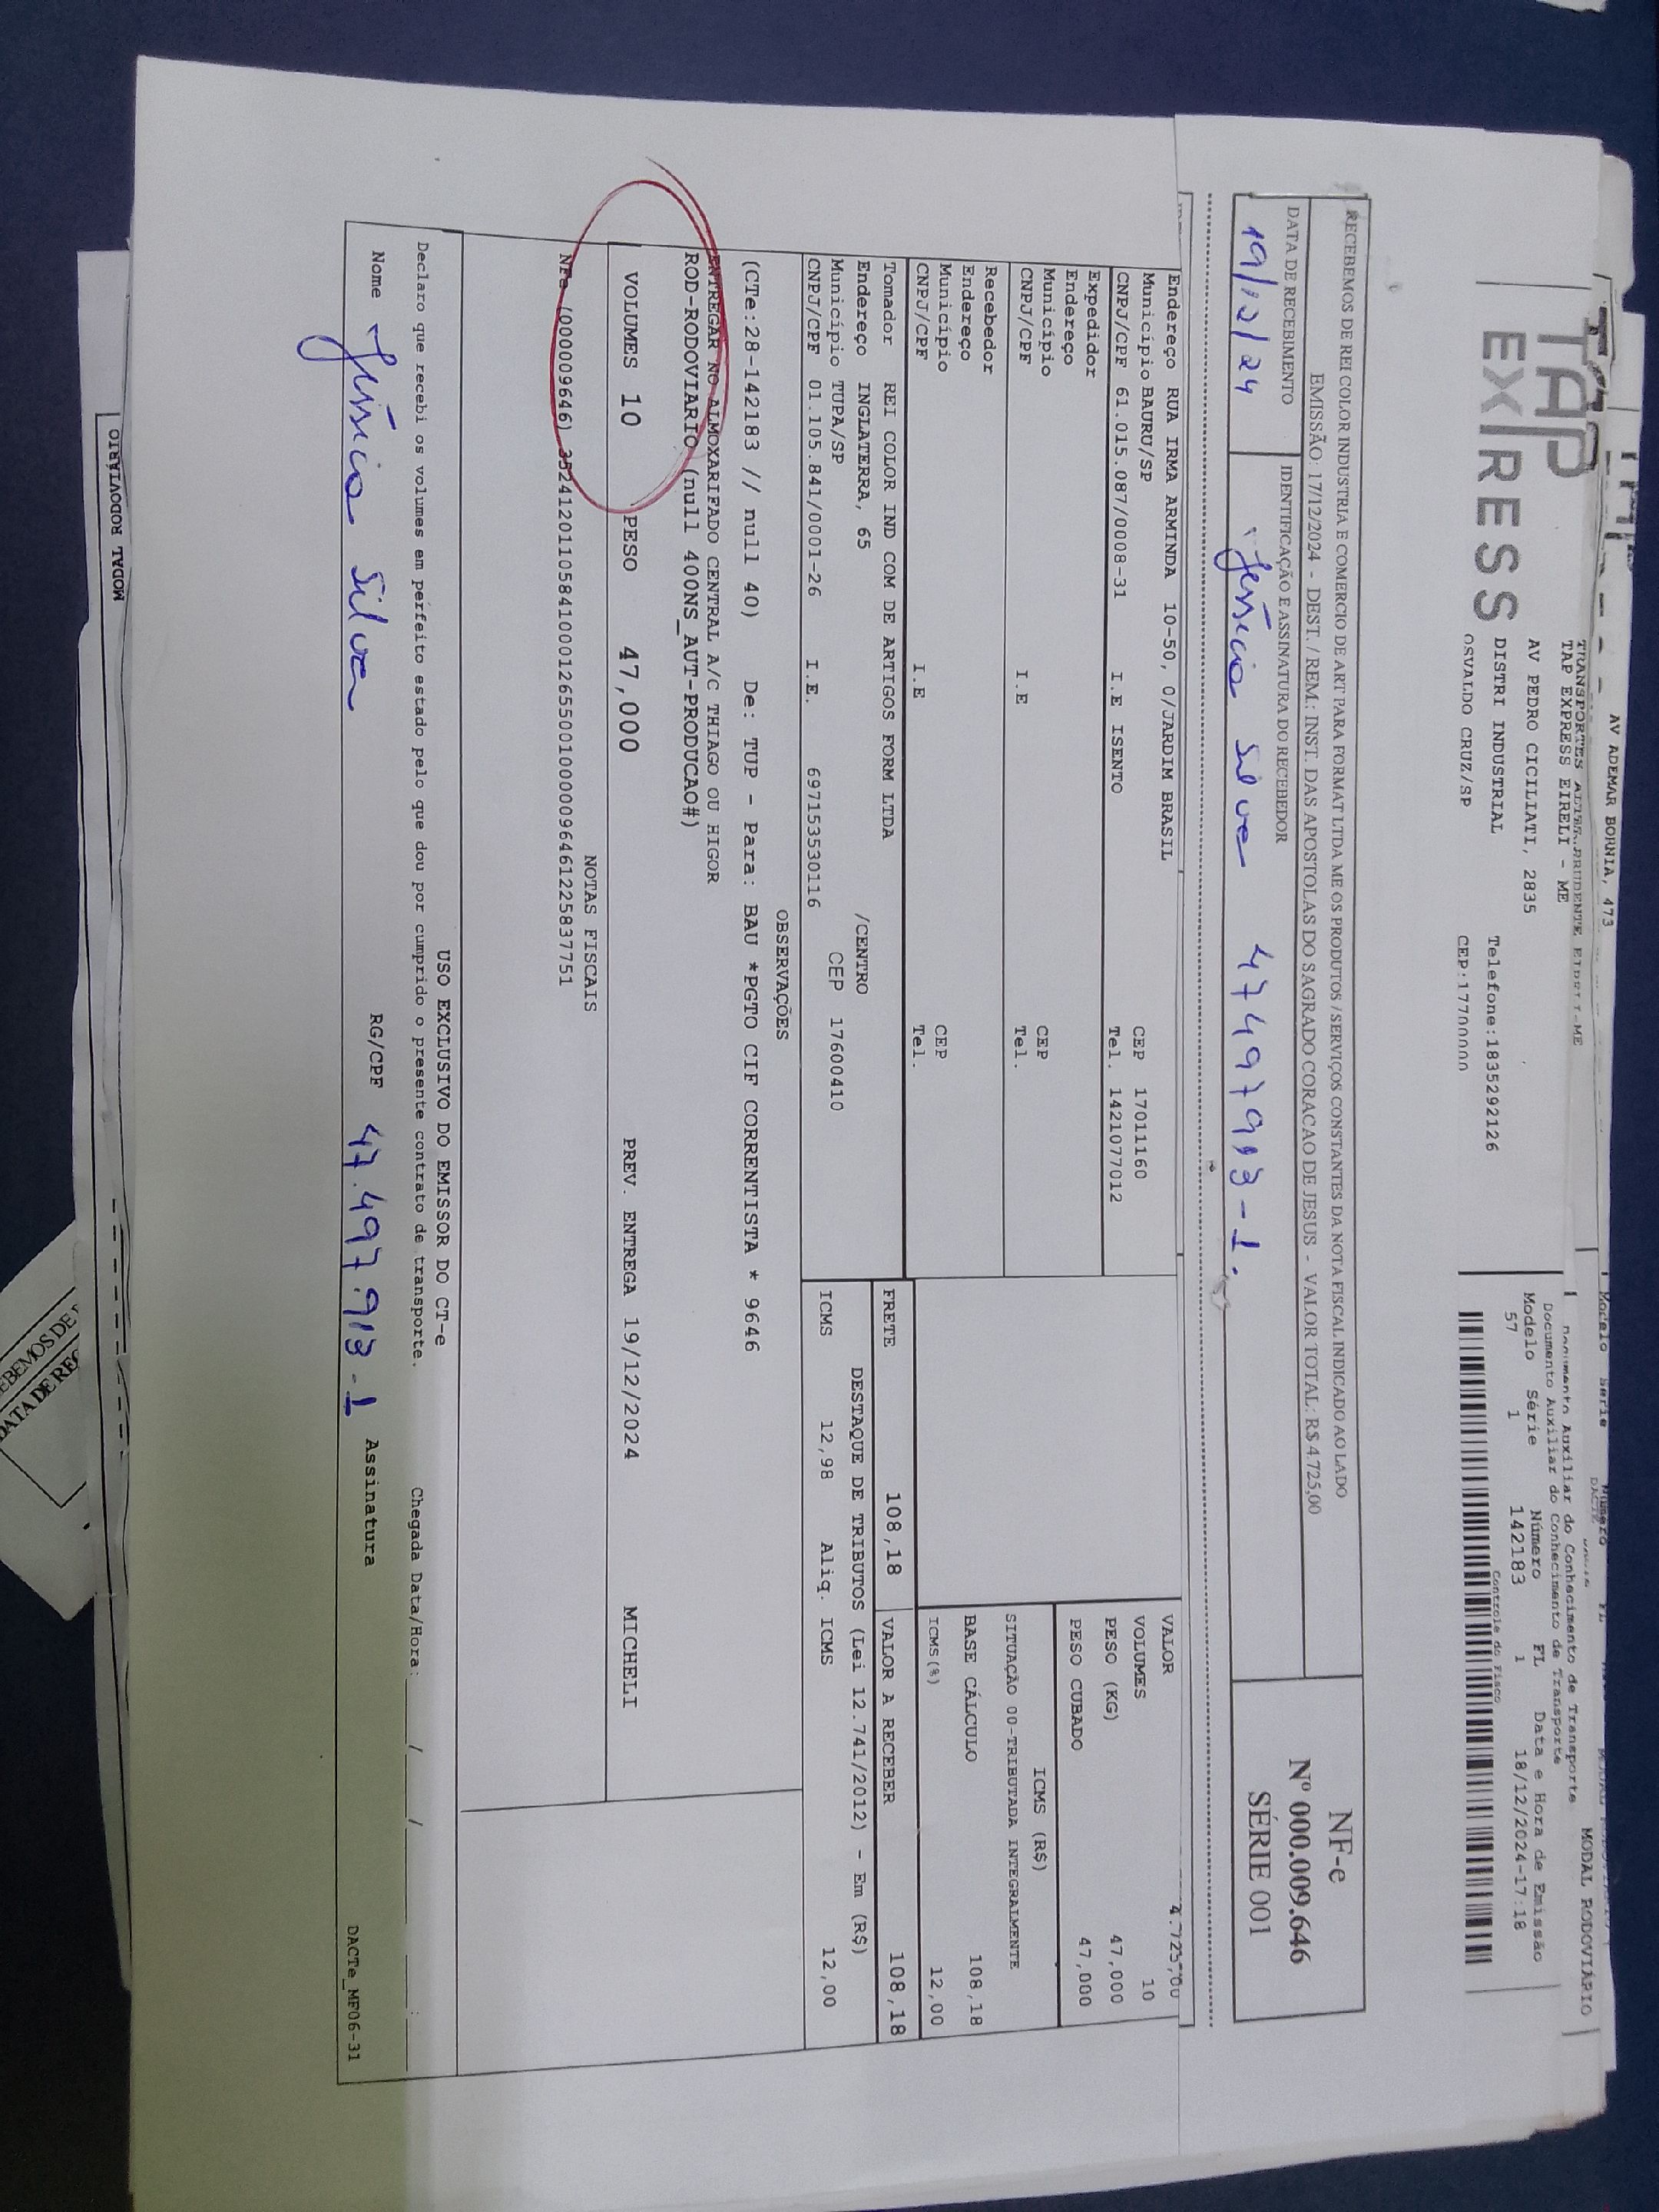 AV ADEMAR BORNIA, 473
TAP EXPRESS
TRANSPORTES
TAP EXPRESS EIRELI - ME
AV PEDRO CICILIATI, 2835
DISTRI INDUSTRIAL Telefone:1835292126
OSVALDO CRUZ/SP CEP:17700000
MODAL RODOVIÁRIO
Documento Auxiliar do Conhecimento de Transporte
Documento Auxiliar do Conhecimento de Transporte
Modelo Série Número FL Data e Hora de Emissão
57 1 142183 1 18/12/2024-17:18
Controle do Fisco
RECEBEMOS DE REI COLOR INDUSTRIA E COMERCIO DE ART PARA FORMAT LTDA ME OS PRODUTOS / SERVIÇOS CONSTANTES DA NOTA FISCAL INDICADO AO LADO
EMISSÃO: 17/12/2024 - DEST. / REM.: INST. DAS APOSTOLAS DO SAGRADO CORACAO DE JESUS - VALOR TOTAL: R$ 4.725,00
DATA DE RECEBIMENTO IDENTIFICAÇÃO E ASSINATURA DO RECEBEDOR
19/12/24 Jéssica Silva 47497913-1.
NF-e
Nº 000.009.646
SÉRIE 001
Endereço RUA IRMA ARMINDA 10-50, 0/JARDIM BRASIL
Município BAURU/SP CEP 17011160
CNPJ/CPF 61.015.087/0008-31 I.E ISENTO Tel. 1421077012
Expedidor
Endereço
Município CEP
CNPJ/CPF I.E Tel.
Recebedor
Endereço
Município CEP
CNPJ/CPF I.E Tel.
VALOR 4.725,00
VOLUMES 10
PESO (KG) 47,000
PESO CUBADO 47,000
ICMS (R$)
SITUAÇÃO 00-TRIBUTADA INTEGRALMENTE
BASE CÁLCULO 108,18
ICMS(%) 12,00
Tomador REI COLOR IND COM DE ARTIGOS FORM LTDA
Endereço INGLATERRA, 65 /CENTRO
Município TUPA/SP CEP 17600410
CNPJ/CPF 01.105.841/0001-26 I.E. 697153530116
FRETE 108,18 VALOR A RECEBER 108,18
DESTAQUE DE TRIBUTOS (Lei 12.741/2012) - Em (R$)
ICMS 12,98 Aliq. ICMS 12,00
OBSERVAÇÕES
(CTe:28-142183 // null 40) De: TUP - Para: BAU *PGTO CIF CORRENTISTA * 9646
ENTREGAR NO ALMOXARIFADO CENTRAL A/C THIAGO OU HIGOR
ROD-RODOVIARIO (null 400NS_AUT-PRODUCAO#)
VOLUMES 10 PESO 47,000 PREV. ENTREGA 19/12/2024 MICHELI
NOTAS FISCAIS
NFe (000009646) 35241201105841000126550010000096461225837751
USO EXCLUSIVO DO EMISSOR DO CT-e
Declaro que recebi os volumes em perfeito estado pelo que dou por cumprido o presente contrato de transporte. Chegada Data/Hora: ____/____/____ ____:____
Nome Jéssica Silva RG/CPF 47.497.913-1 Assinatura
DACTe_MF06-31
MODAL RODOVIÁRIO
EBEMOS DE
DATA DE REC